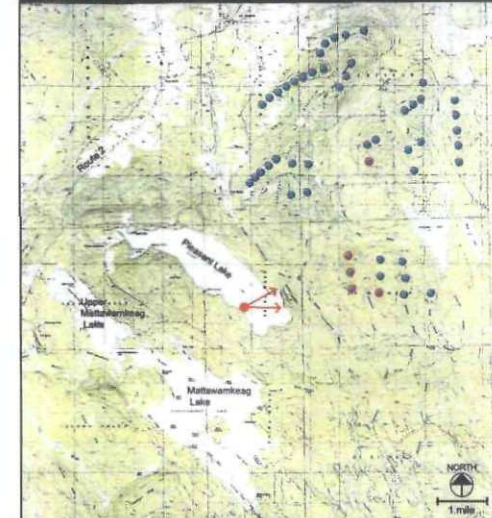 Route 2
Pleasant Lake
Upper
Mattawamkeag
Lake
Mattawamkeag
Lake
NORTH
1 mile